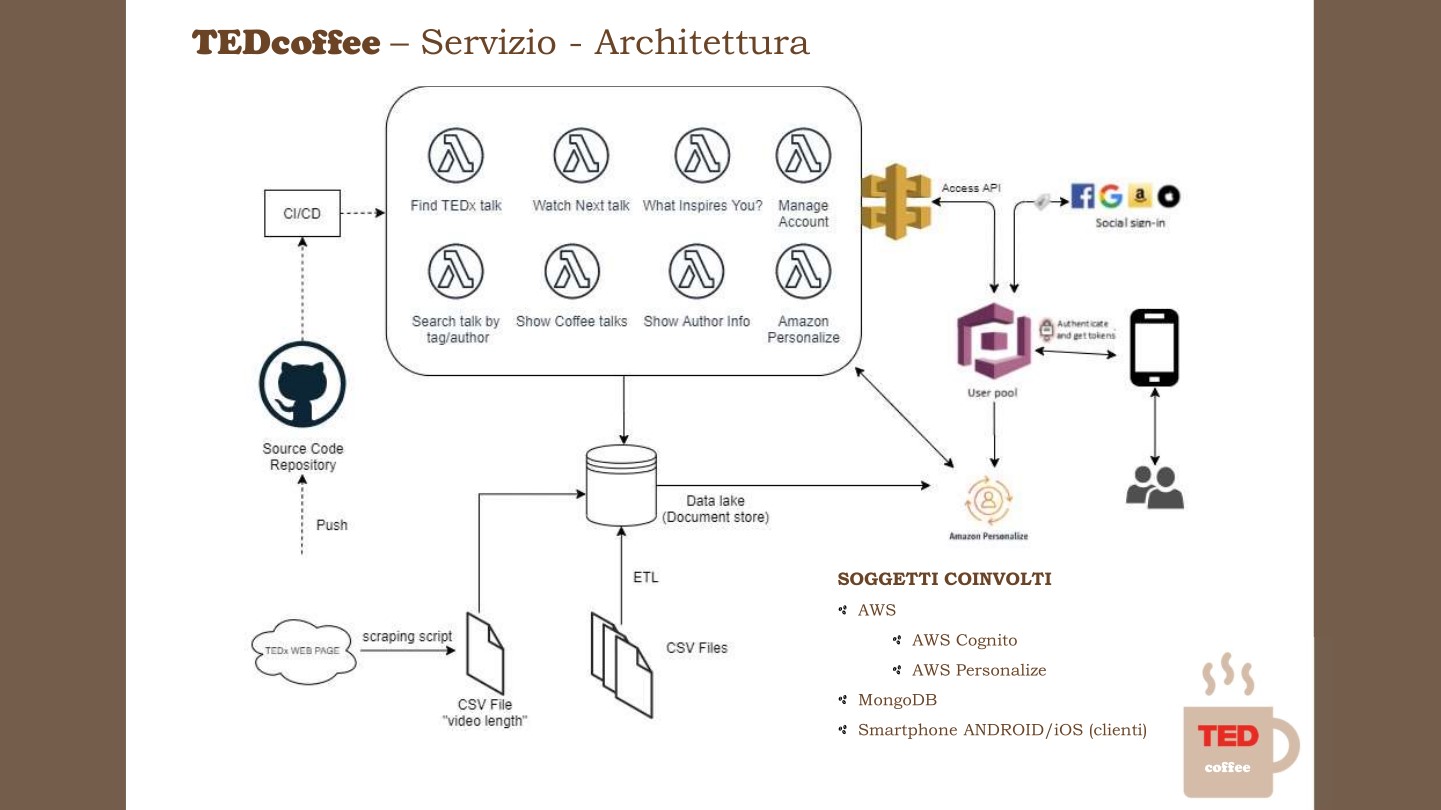 TEDcoffee – Servizio - Architettura
Find TEDx talk
Watch Next talk
What Inspires You?
Manage
Account
Search talk by
tag/author
Show Coffee talks
Show Author Info
Amazon
Personalize
CI/CD
Access API
Social sign-in
Authenticate
and get tokens
User pool
Source Code
Repository
Push
Data lake
(Document store)
Amazon Personalize
ETL
TEDx WEB PAGE
scraping script
CSV Files
CSV File
"video length"
SOGGETTI COINVOLTI
AWS
AWS Cognito
AWS Personalize
MongoDB
Smartphone ANDROID/iOS (clienti)
TED
coffee